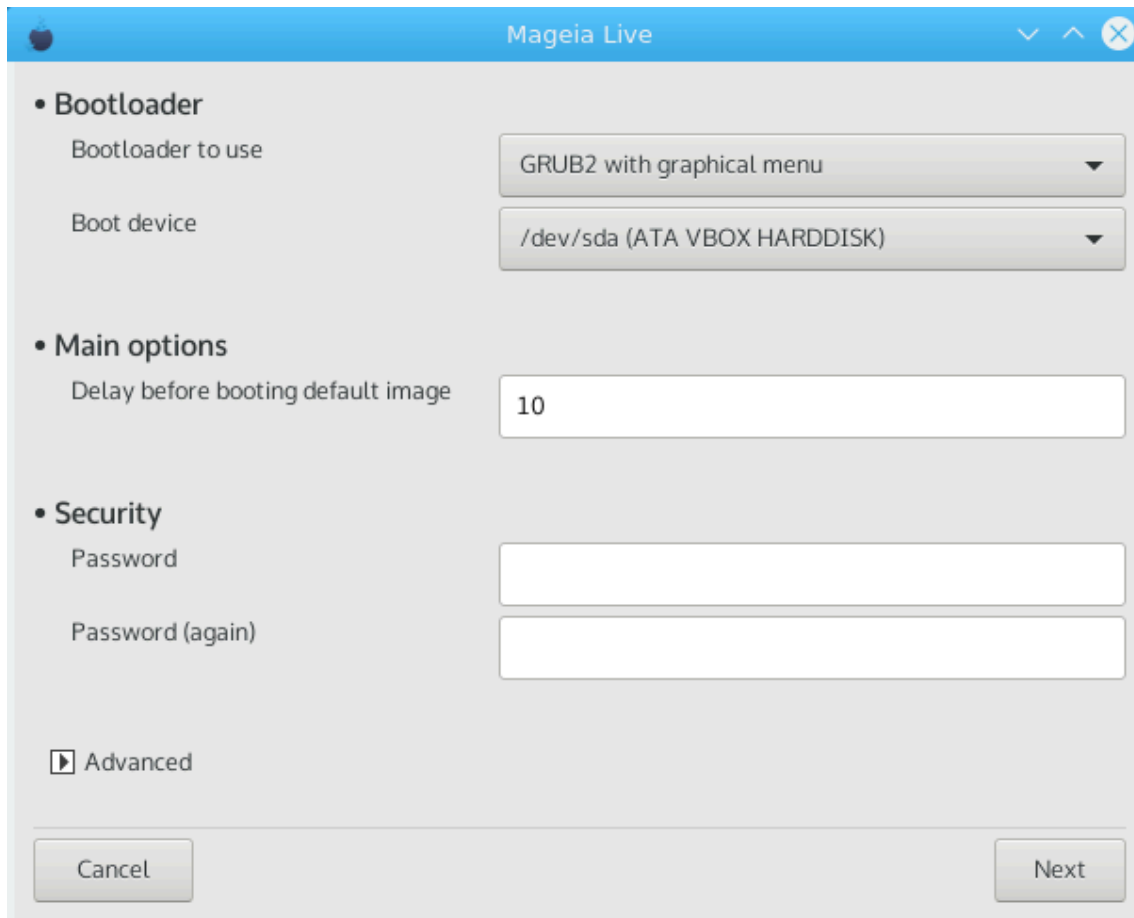 Mageia Live
• Bootloader
Bootloader to use
GRUB2 with graphical menu
Boot device
/dev/sda (ATA VBOX HARDDISK)
• Main options
Delay before booting default image
10
• Security
Password
Password (again)
Advanced
Cancel
Next